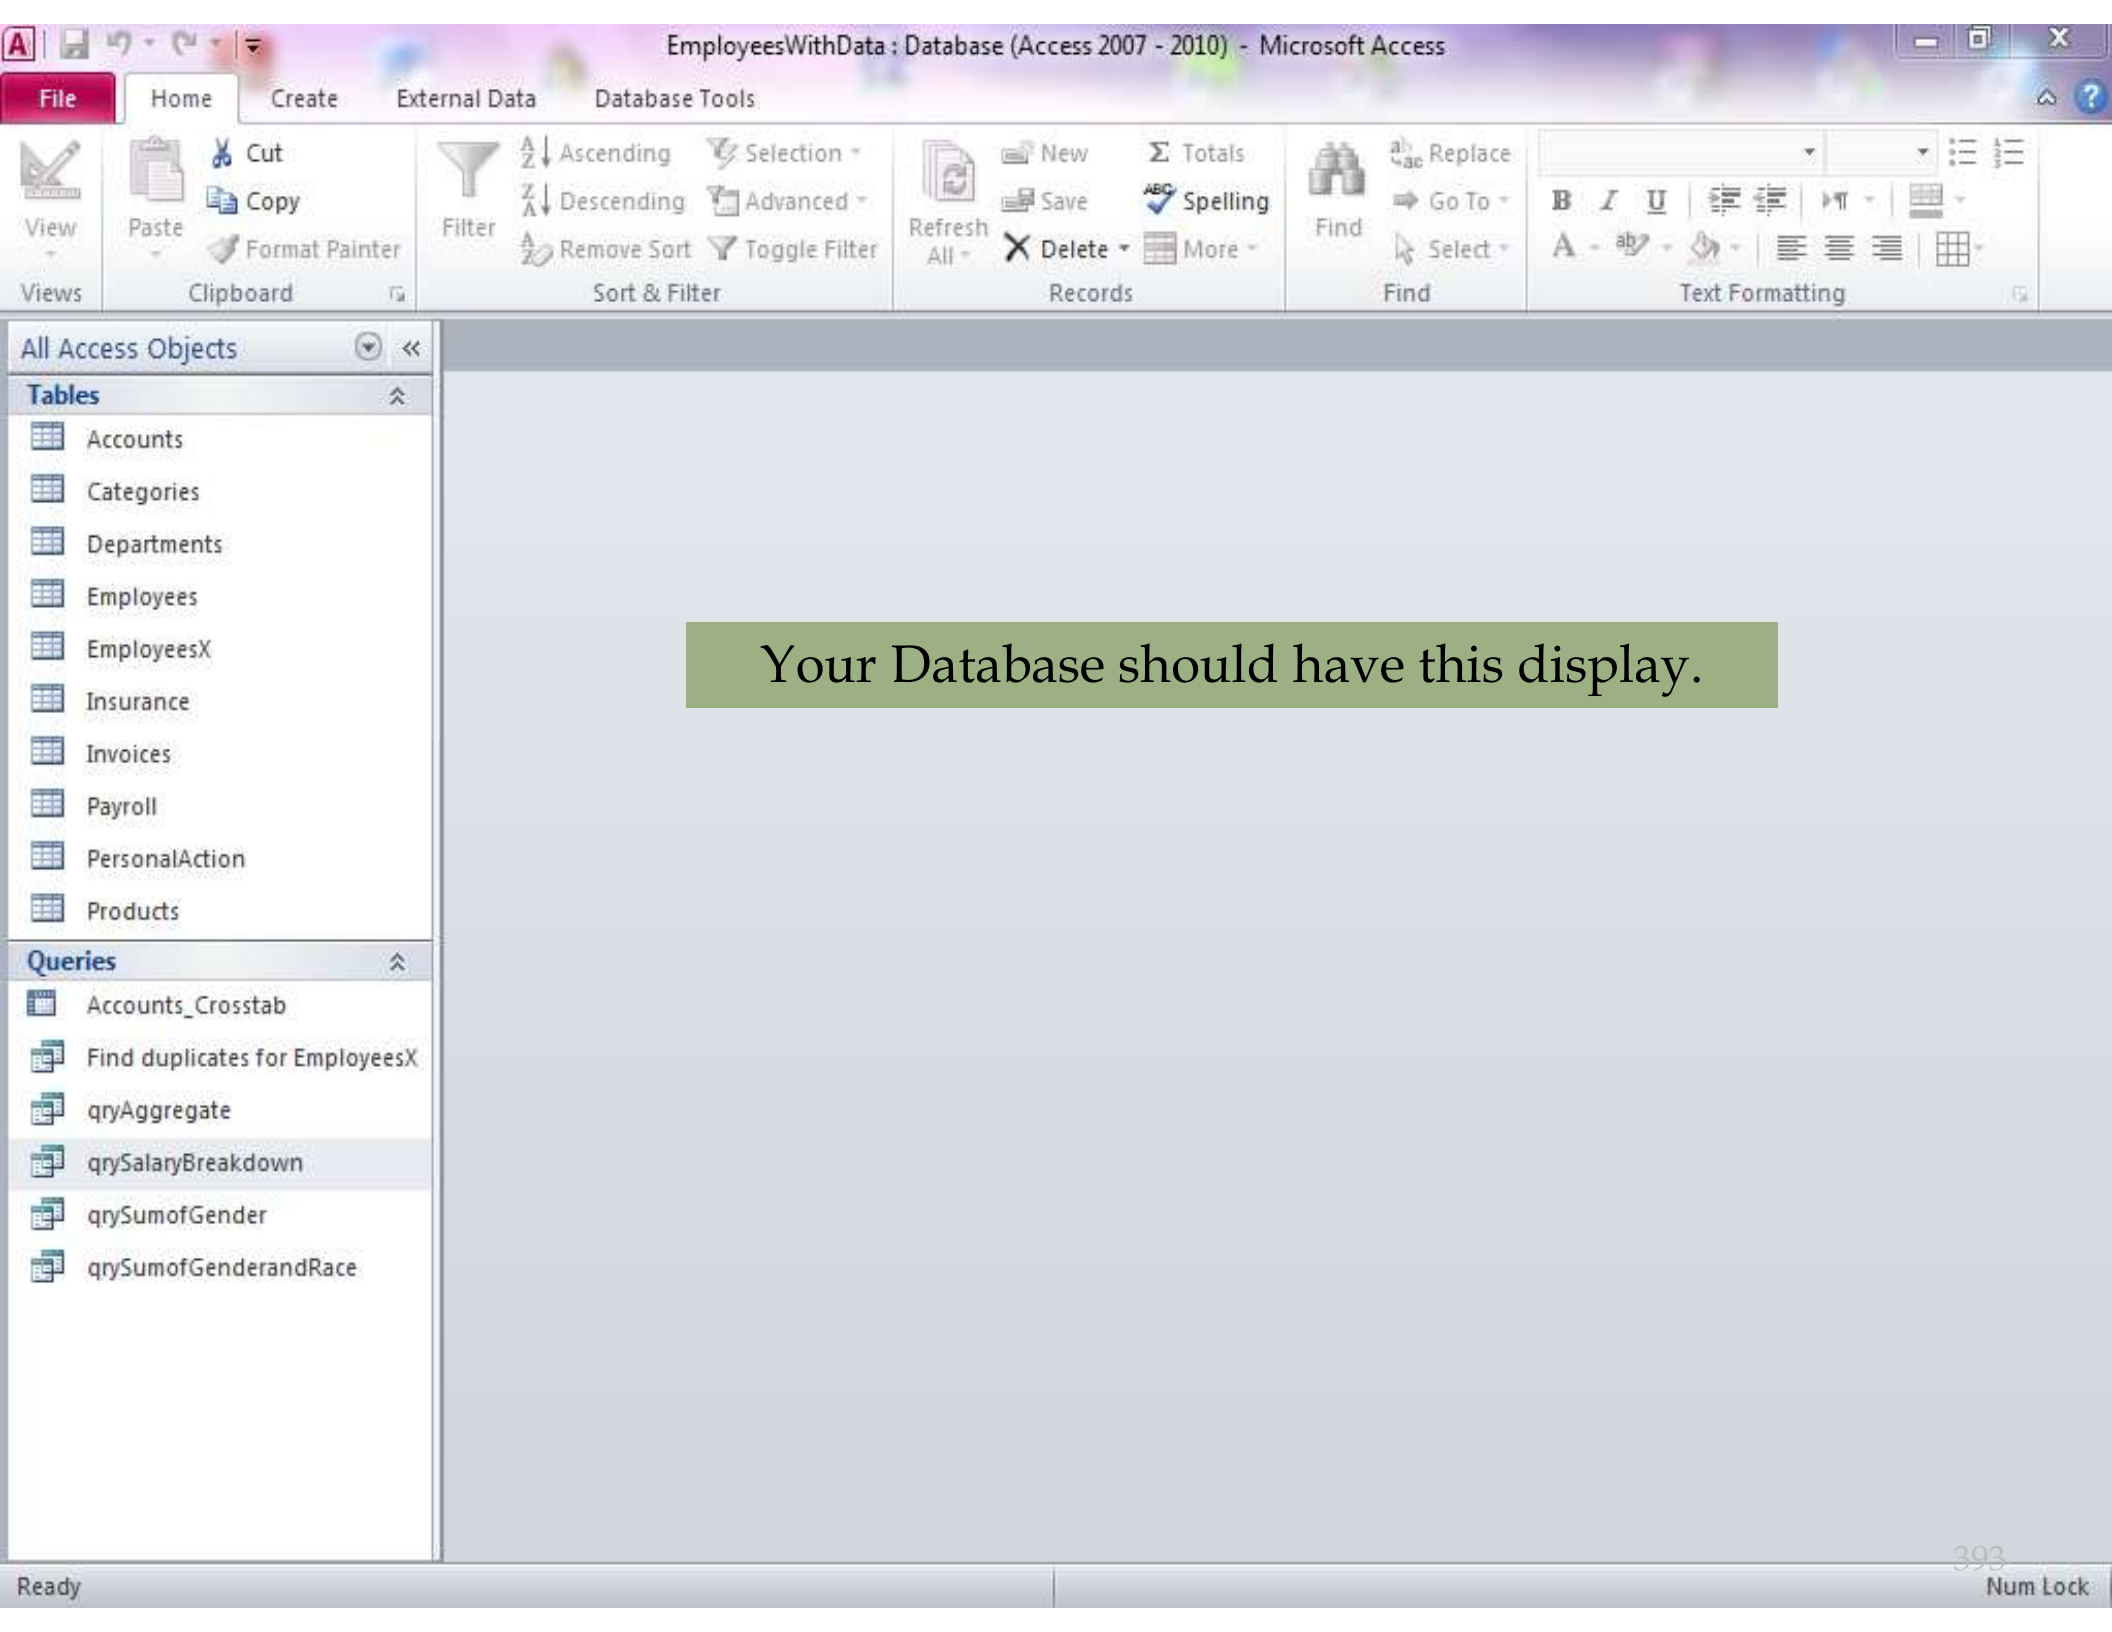 EmployeesWithData : Database (Access 2007 - 2010) - Microsoft Access
File Home Create External Data Database Tools
View
Views
Paste
Cut
Copy
Format Painter
Clipboard
Filter
Ascending
Descending
Remove Sort
Selection
Advanced
Toggle Filter
Sort & Filter
Refresh
All
New
Save
Delete
Totals
Spelling
More
Records
Find
Replace
Go To
Select
Find
B I U
A
Text Formatting
All Access Objects
Tables
Accounts
Categories
Departments
Employees
EmployeesX
Insurance
Invoices
Payroll
PersonalAction
Products
Queries
Accounts_Crosstab
Find duplicates for EmployeesX
qryAggregate
qrySalaryBreakdown
qrySumofGender
qrySumofGenderandRace
Your Database should have this display.
393
Ready
Num Lock